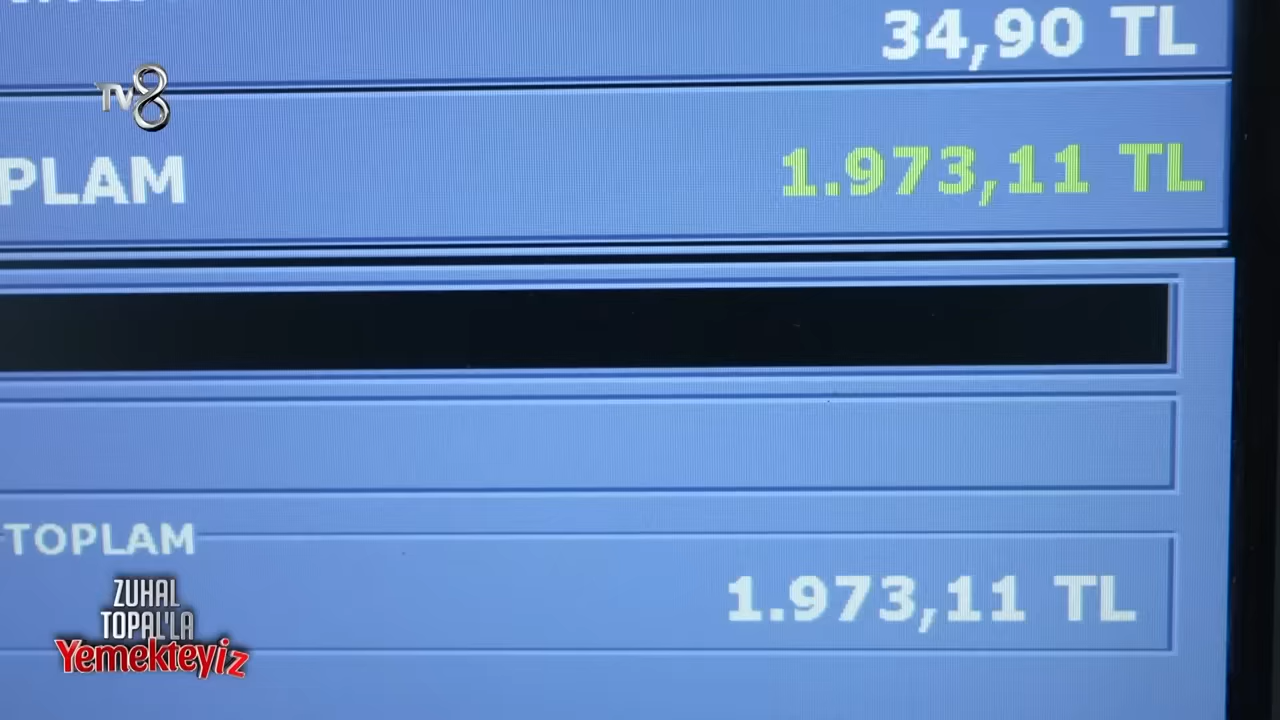 34,90 TL
TV8
PLAM 1.973,11 TL
TOPLAM
1.973,11 TL
ZUHAL
TOPAL'LA
Yemekteyiz